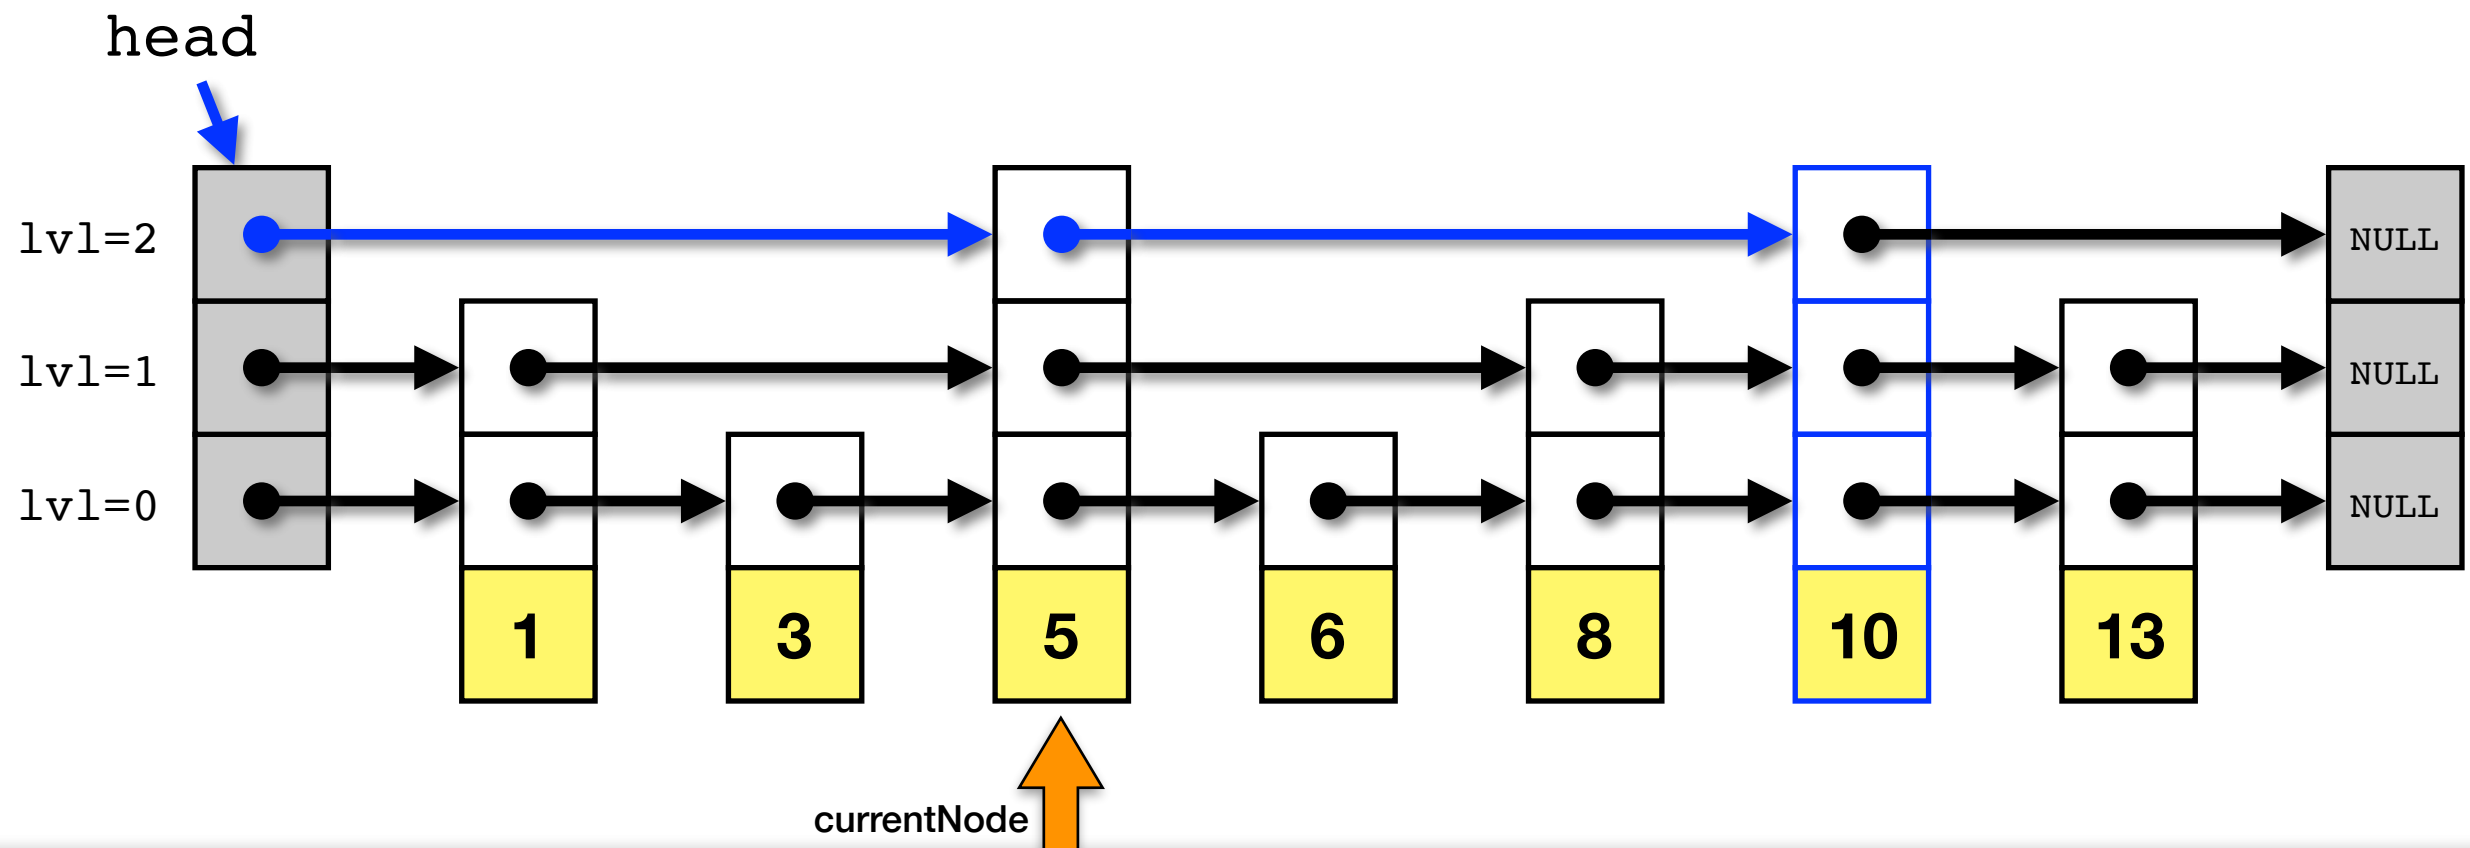 head
lvl=2 NULL
lvl=1 NULL
lvl=0 NULL
1 3 5 6 8 10 13
currentNode